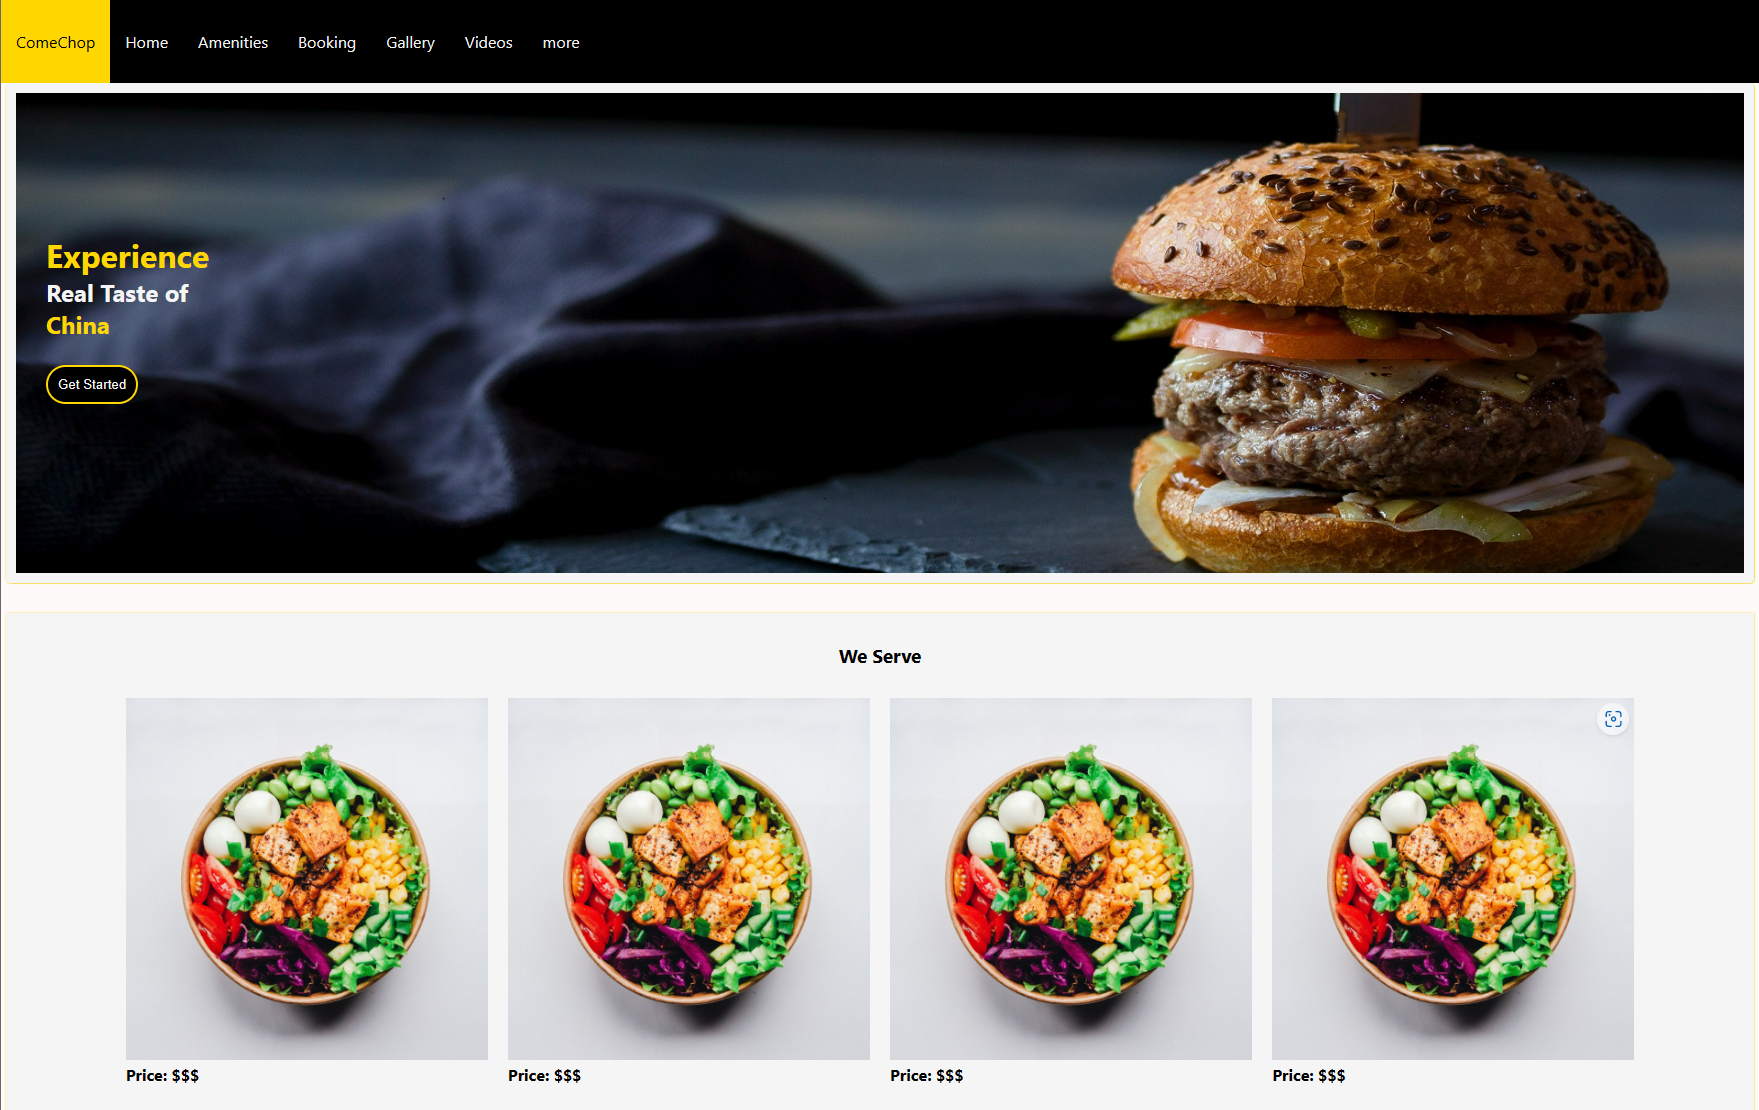 ComeChop Home Amenities Booking Gallery Videos more
Experience
Real Taste of
China
Get Started
We Serve
Price: $$$ Price: $$$ Price: $$$ Price: $$$